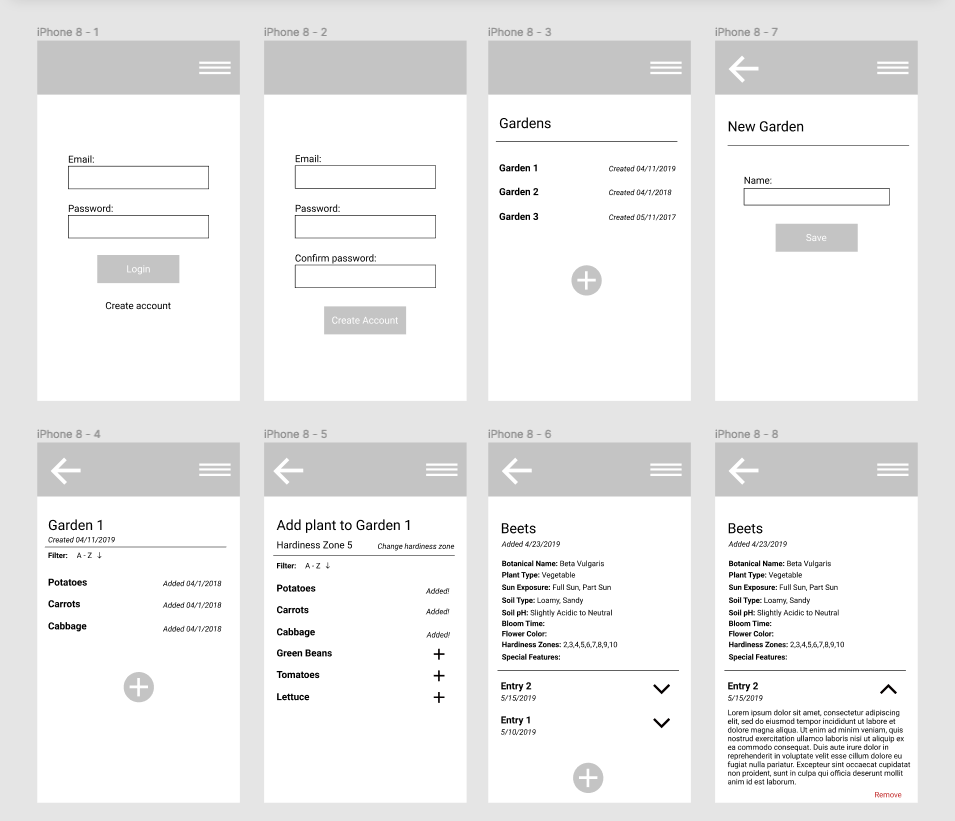 iPhone 8 - 1
Email:
Password:
Login
Create account
iPhone 8 - 2
Email:
Password:
Confirm password:
Create Account
iPhone 8 - 3
Gardens
Garden 1 Created 04/11/2019
Garden 2 Created 04/1/2018
Garden 3 Created 05/11/2017
iPhone 8 - 7
New Garden
Name:
Save
iPhone 8 - 4
Garden 1
Created 04/11/2019
Filter: A - Z ↓
Potatoes Added 04/1/2018
Carrots Added 04/1/2018
Cabbage Added 04/1/2018
iPhone 8 - 5
Add plant to Garden 1
Hardiness Zone 5 Change hardiness zone
Filter: A - Z ↓
Potatoes Added!
Carrots Added!
Cabbage Added!
Green Beans +
Tomatoes +
Lettuce +
iPhone 8 - 6
Beets
Added 4/23/2019
Botanical Name: Beta Vulgaris
Plant Type: Vegetable
Sun Exposure: Full Sun, Part Sun
Soil Type: Loamy, Sandy
Soil pH: Slightly Acidic to Neutral
Bloom Time:
Flower Color:
Hardiness Zones: 2,3,4,5,6,7,8,9,10
Special Features:
Entry 2
5/15/2019
Entry 1
5/10/2019
iPhone 8 - 8
Beets
Added 4/23/2019
Botanical Name: Beta Vulgaris
Plant Type: Vegetable
Sun Exposure: Full Sun, Part Sun
Soil Type: Loamy, Sandy
Soil pH: Slightly Acidic to Neutral
Bloom Time:
Flower Color:
Hardiness Zones: 2,3,4,5,6,7,8,9,10
Special Features:
Entry 2
5/15/2019
Lorem ipsum dolor sit amet, consectetur adipiscing
elit, sed do eiusmod tempor incididunt ut labore et
dolore magna aliqua. Ut enim ad minim veniam, quis
nostrud exercitation ullamco laboris nisi ut aliquip ex
ea commodo consequat. Duis aute irure dolor in
reprehenderit in voluptate velit esse cillum dolore eu
fugiat nulla pariatur. Excepteur sint occaecat cupidatat
non proident, sunt in culpa qui officia deserunt mollit
anim id est laborum.
Remove